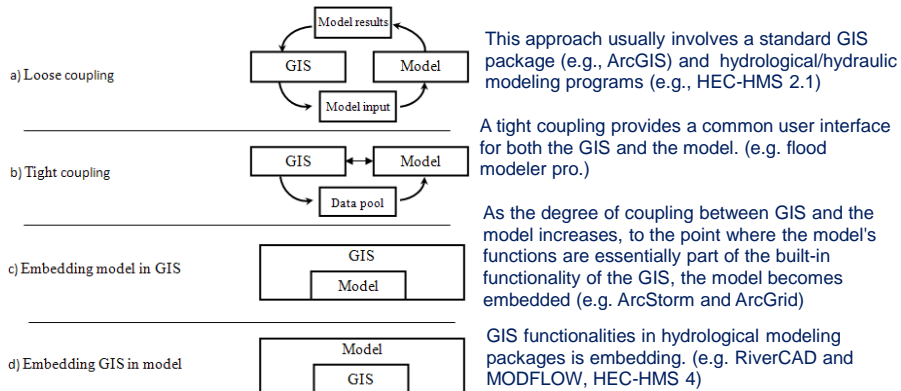 Model results
GIS
Model
a) Loose coupling
Model input
This approach usually involves a standard GIS
package (e.g., ArcGIS) and  hydrological/hydraulic
modeling programs (e.g., HEC-HMS 2.1)
GIS
Model
b) Tight coupling
Data pool
A tight coupling provides a common user interface
for both the GIS and the model. (e.g. flood
modeler pro.)
GIS
c) Embedding model in GIS
Model
As the degree of coupling between GIS and the
model increases, to the point where the model's
functions are essentially part of the built-in
functionality of the GIS, the model becomes
embedded (e.g. ArcStorm and ArcGrid)
Model
d) Embedding GIS in model
GIS
GIS functionalities in hydrological modeling
packages is embedding. (e.g. RiverCAD and
MODFLOW, HEC-HMS 4)